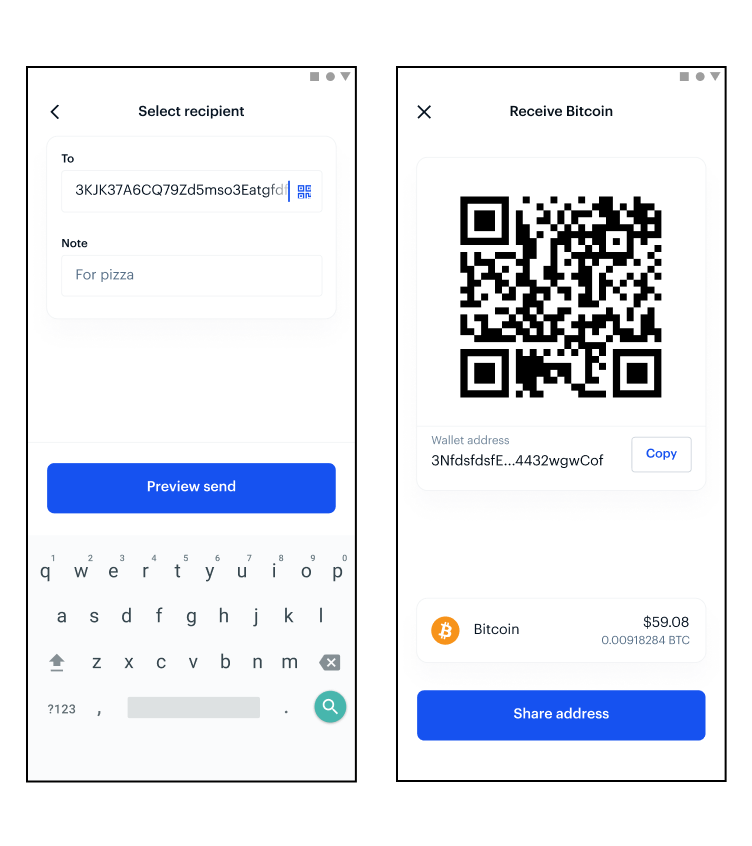 Select recipient
To
3KJK37A6CQ79Zd5mso3Eatgfdf
Note
For pizza
Preview send
1 2 3 4 5 6 7 8 9 0
q w e r t y u i o p
a s d f g h j k l
z x c v b n m
?123 , .
Receive Bitcoin
Wallet address
3NfdsfdsfE...4432wgwCof
Copy
Bitcoin
$59.08
0.00918284 BTC
Share address